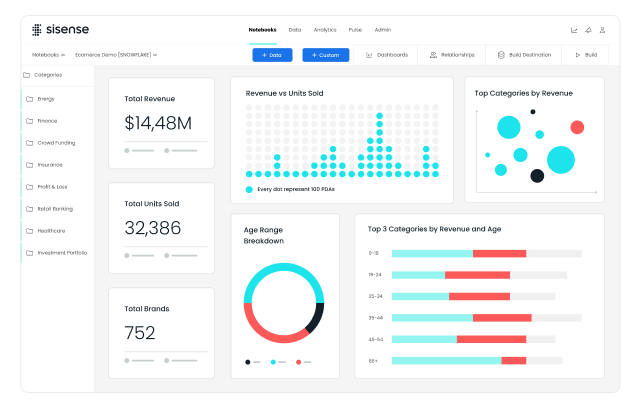 sisense
Notebooks Data Analytics Pulse Admin
Notebooks Ecomerce Demo [SNOWFLAKE] + Data + Custom Dashboards Relationships Build Destination Build
Categories
Energy
Finance
Crowd Funding
Insurance
Profit & Loss
Retail Banking
Healthcare
Investment Portfolio
Total Revenue
$14,48M
Total Units Sold
32,386
Total Brands
752
Revenue vs Units Sold
Every dot represent 100 PDAs
Top Categories by Revenue
Age Range
Breakdown
Top 3 Categories by Revenue and Age
0-18
19-24
25-34
35-44
45-54
55+